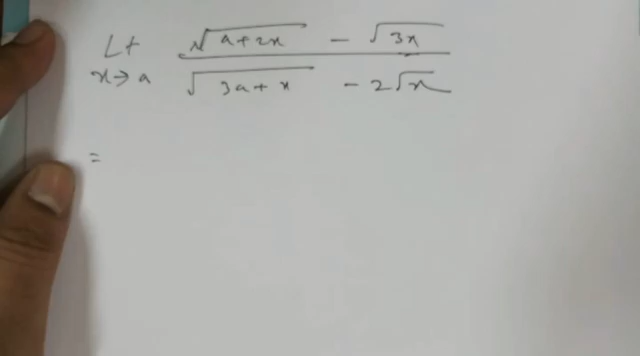 Lt x→a (√(a+2x) - √(3x)) / (√(3a+x) - 2√x)
=